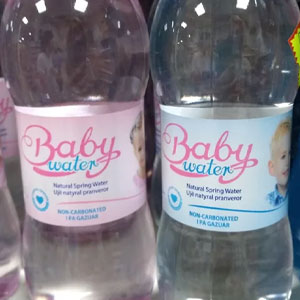 Baby
water
Natural Spring Water
Ujë natyral pranveror
NON-CARBONATED
| PA GAZUAR
Baby
water
Natural Spring Water
Ujë natyral pranveror
NON-CARBONATED
| PA GAZUAR